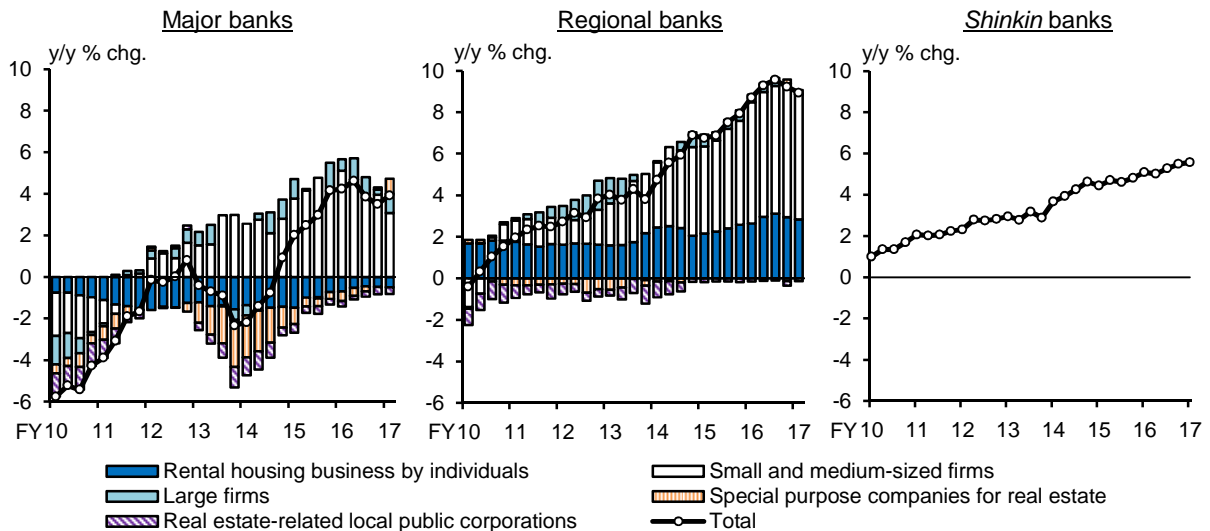 Major banks
Regional banks
Shinkin banks
y/y % chg.
y/y % chg.
y/y % chg.
10
8
6
4
2
0
-2
-4
-6
10
8
6
4
2
0
-2
-4
-6
10
8
6
4
2
0
-2
-4
-6
FY 10 11 12 13 14 15 16 17
10 11 12 13 14 15 16 17
10 11 12 13 14 15 16 17
Rental housing business by individuals
Small and medium-sized firms
Large firms
Special purpose companies for real estate
Real estate-related local public corporations
Total